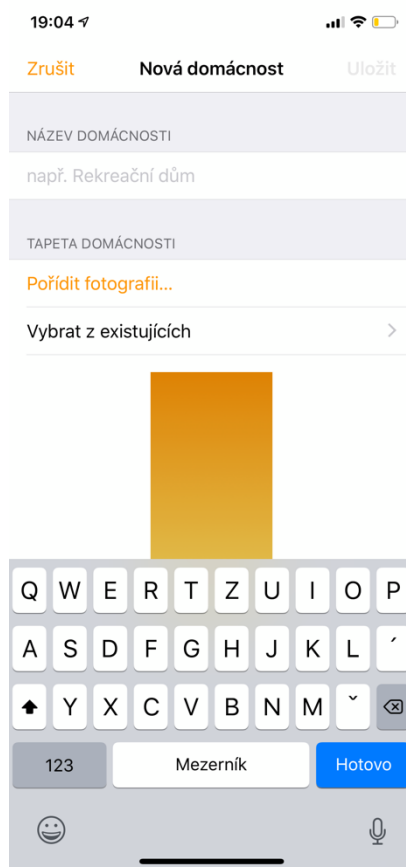 19:04
Zrušit Nová domácnost Uložit
NÁZEV DOMÁCNOSTI
např. Rekreační dům
TAPETA DOMÁCNOSTI
Pořídit fotografii...
Vybrat z existujících
Q W E R T Z U I O P
A S D F G H J K L ´
Y X C V B N M ˇ
123 Mezerník Hotovo